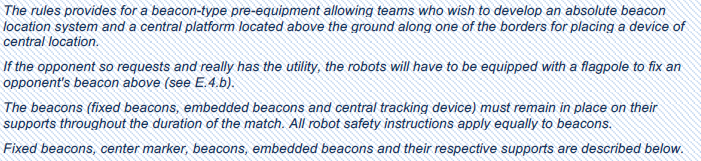 The rules provides for a beacon-type pre-equipment allowing teams who wish to develop an absolute beacon
location system and a central platform located above the ground along one of the borders for placing a device of
central location.
If the opponent so requests and really has the utility, the robots will have to be equipped with a flagpole to fix an
opponent's beacon above (see E.4.b).
The beacons (fixed beacons, embedded beacons and central tracking device) must remain in place on their
supports throughout the duration of the match. All robot safety instructions apply equally to beacons.
Fixed beacons, center marker, beacons, embedded beacons and their respective supports are described below.